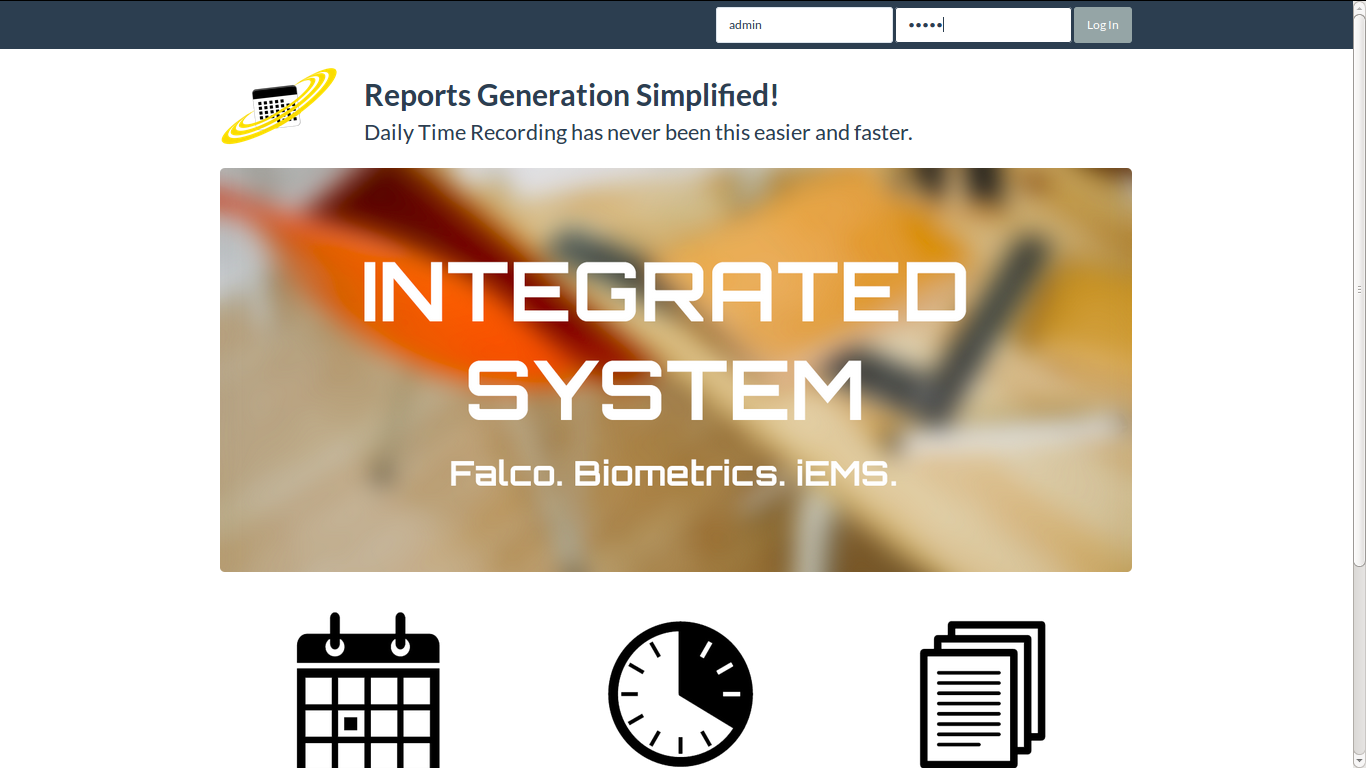 admin
•••••
Log In
Reports Generation Simplified!
Daily Time Recording has never been this easier and faster.
INTEGRATED
SYSTEM
Falco. Biometrics. iEMS.